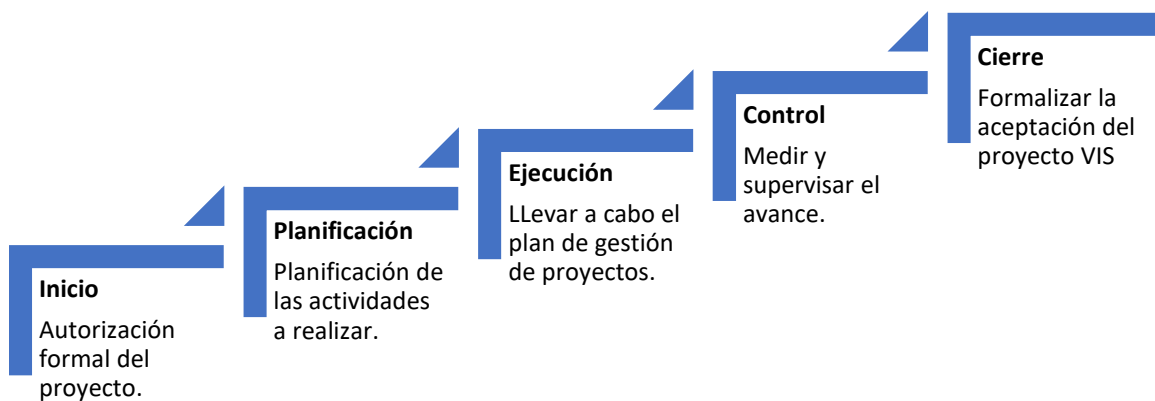 Inicio
Autorización
formal del
proyecto.
Planificación
Planificación de
las actividades
a realizar.
Ejecución
LLevar a cabo el
plan de gestión
de proyectos.
Control
Medir y
supervisar el
avance.
Cierre
Formalizar la
aceptación del
proyecto VIS